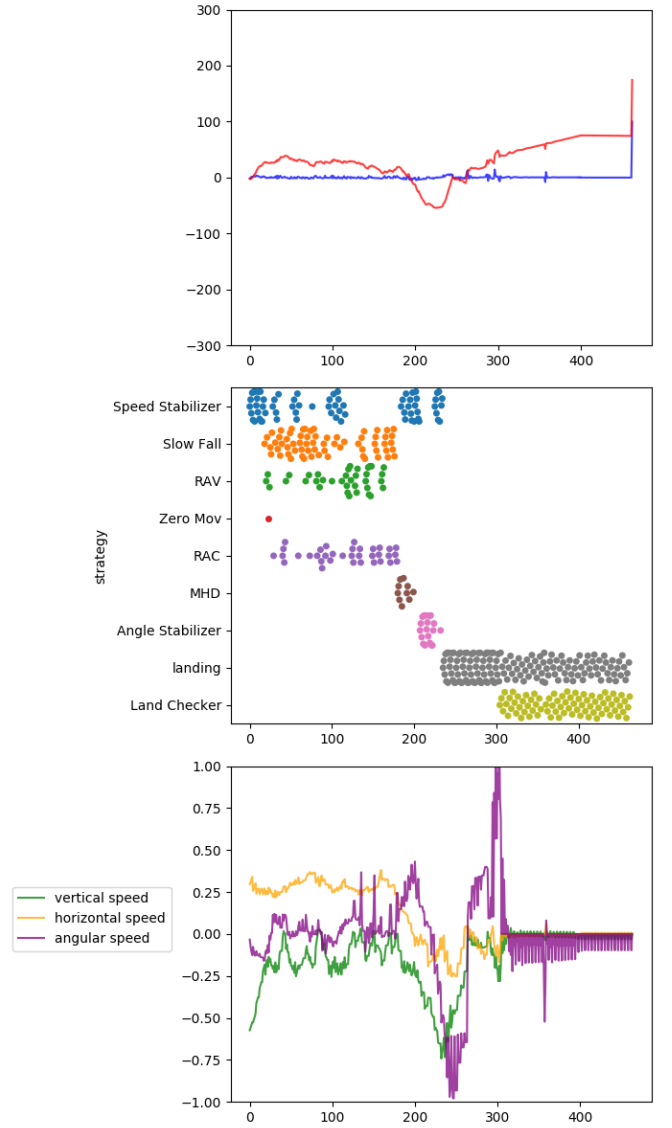 300
200
100
0
−100
−200
−300
0 100 200 300 400
strategy
Speed Stabilizer
Slow Fall
RAV
Zero Mov
RAC
MHD
Angle Stabilizer
landing
Land Checker
0 100 200 300 400
vertical speed
horizontal speed
angular speed
1.00
0.75
0.50
0.25
0.00
−0.25
−0.50
−0.75
−1.00
0 100 200 300 400